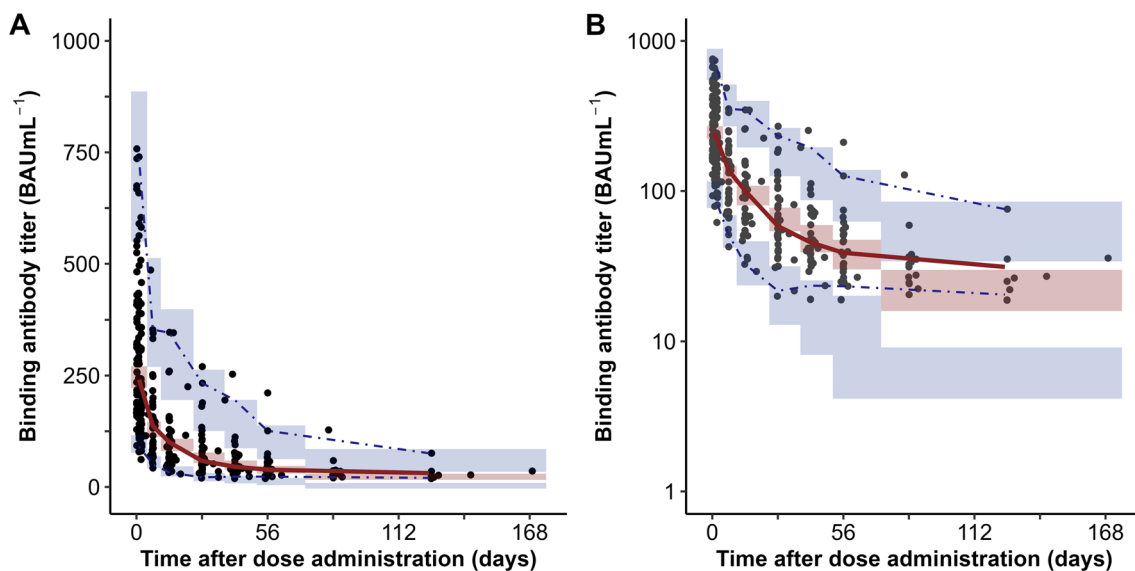 A
1000
750
500
250
0
Binding antibody titer (BAUmL⁻¹)
0 56 112 168
Time after dose administration (days)
B
1000
100
10
1
Binding antibody titer (BAUmL⁻¹)
0 56 112 168
Time after dose administration (days)